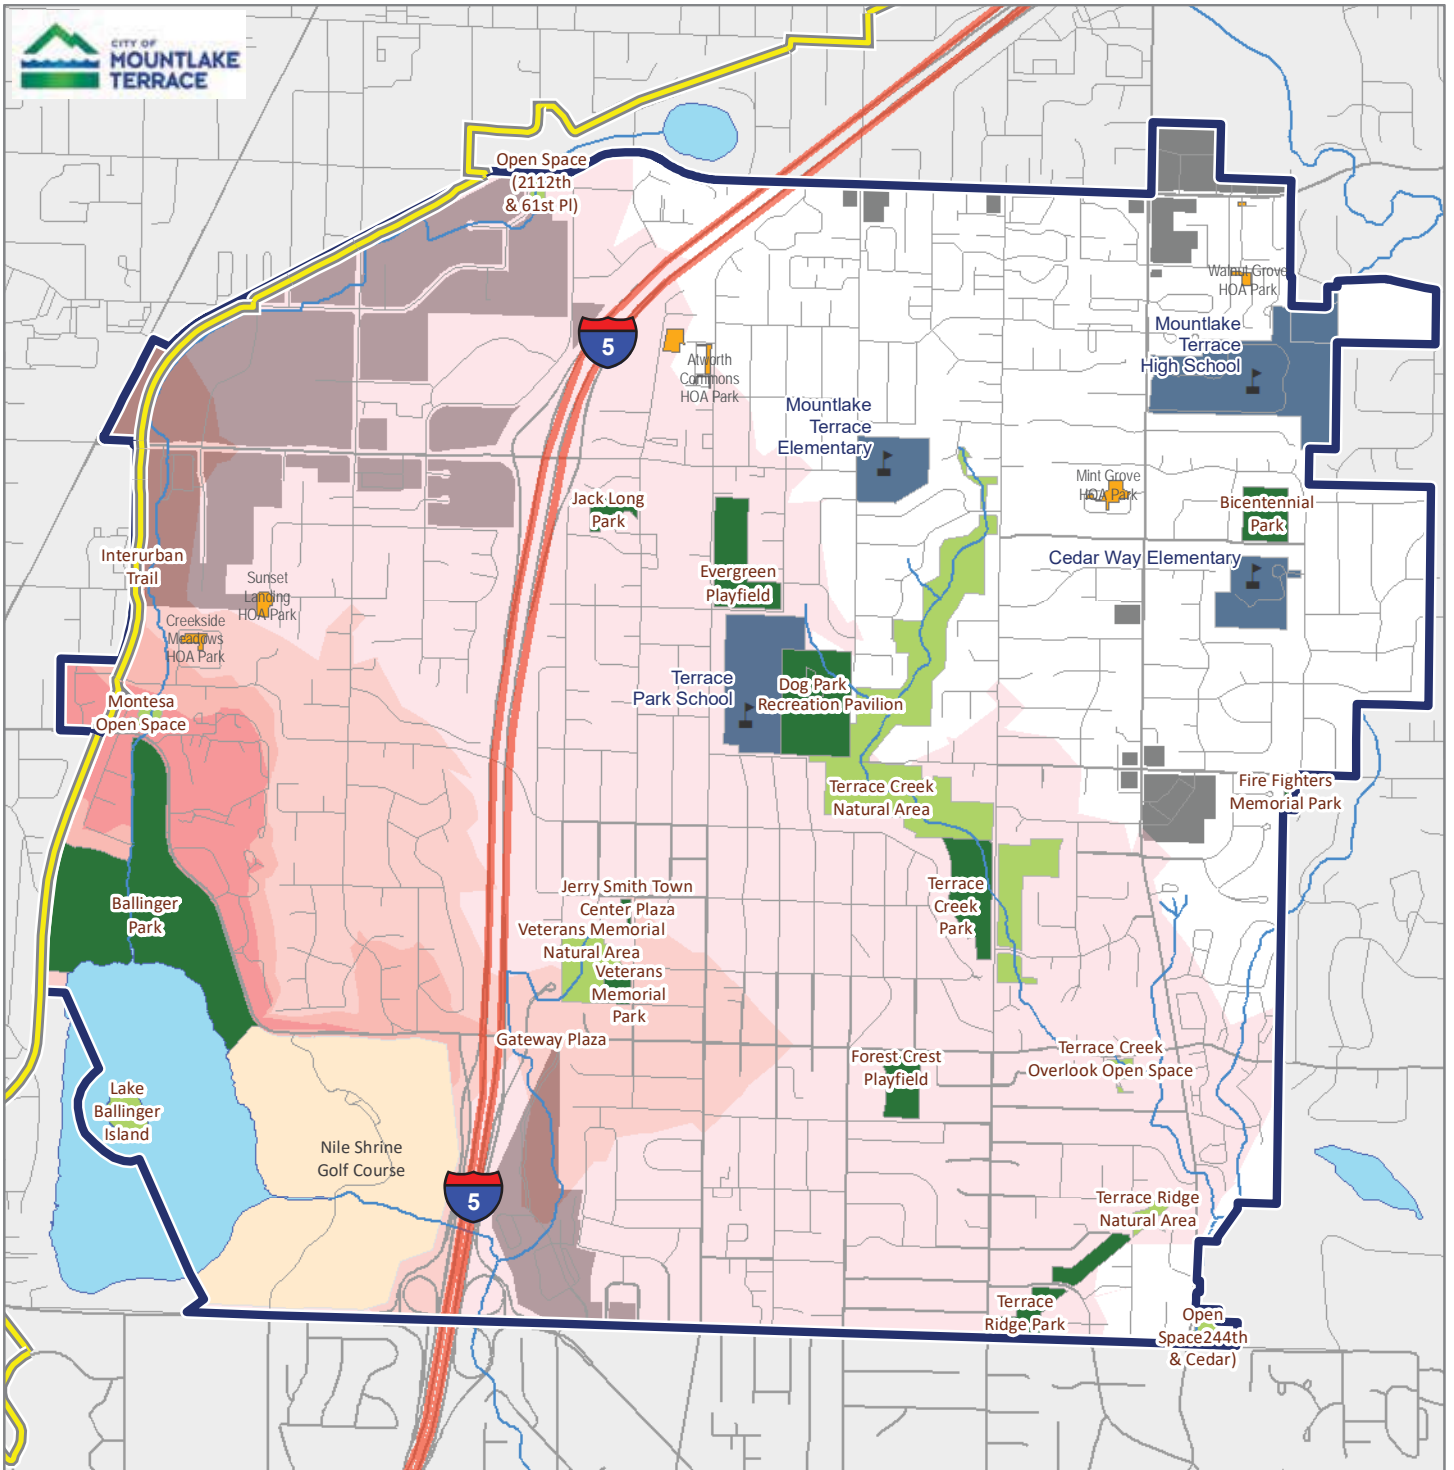 CITY OF
MOUNTLAKE
TERRACE
Open Space
(2112th
& 61st Pl)
5
Walnut Grove
HOA Park
Mountlake
Terrace
High School
Atworth
Commons
HOA Park
Mountlake
Terrace
Elementary
Mint Grove
HOA Park
Bicentennial
Park
Jack Long
Park
Interurban
Trail
Evergreen
Playfield
Cedar Way Elementary
Sunset
Landing
HOA Park
Creekside
Meadows
HOA Park
Terrace
Park School
Dog Park
Recreation Pavilion
Montesa
Open Space
Terrace Creek
Natural Area
Fire Fighters
Memorial Park
Ballinger
Park
Jerry Smith Town
Center Plaza
Veterans Memorial
Natural Area
Veterans
Memorial
Park
Terrace
Creek
Park
Gateway Plaza
Forest Crest
Playfield
Terrace Creek
Overlook Open Space
Lake
Ballinger
Island
Nile Shrine
Golf Course
5
Terrace Ridge
Natural Area
Terrace
Ridge Park
Open
Space244th
& Cedar)